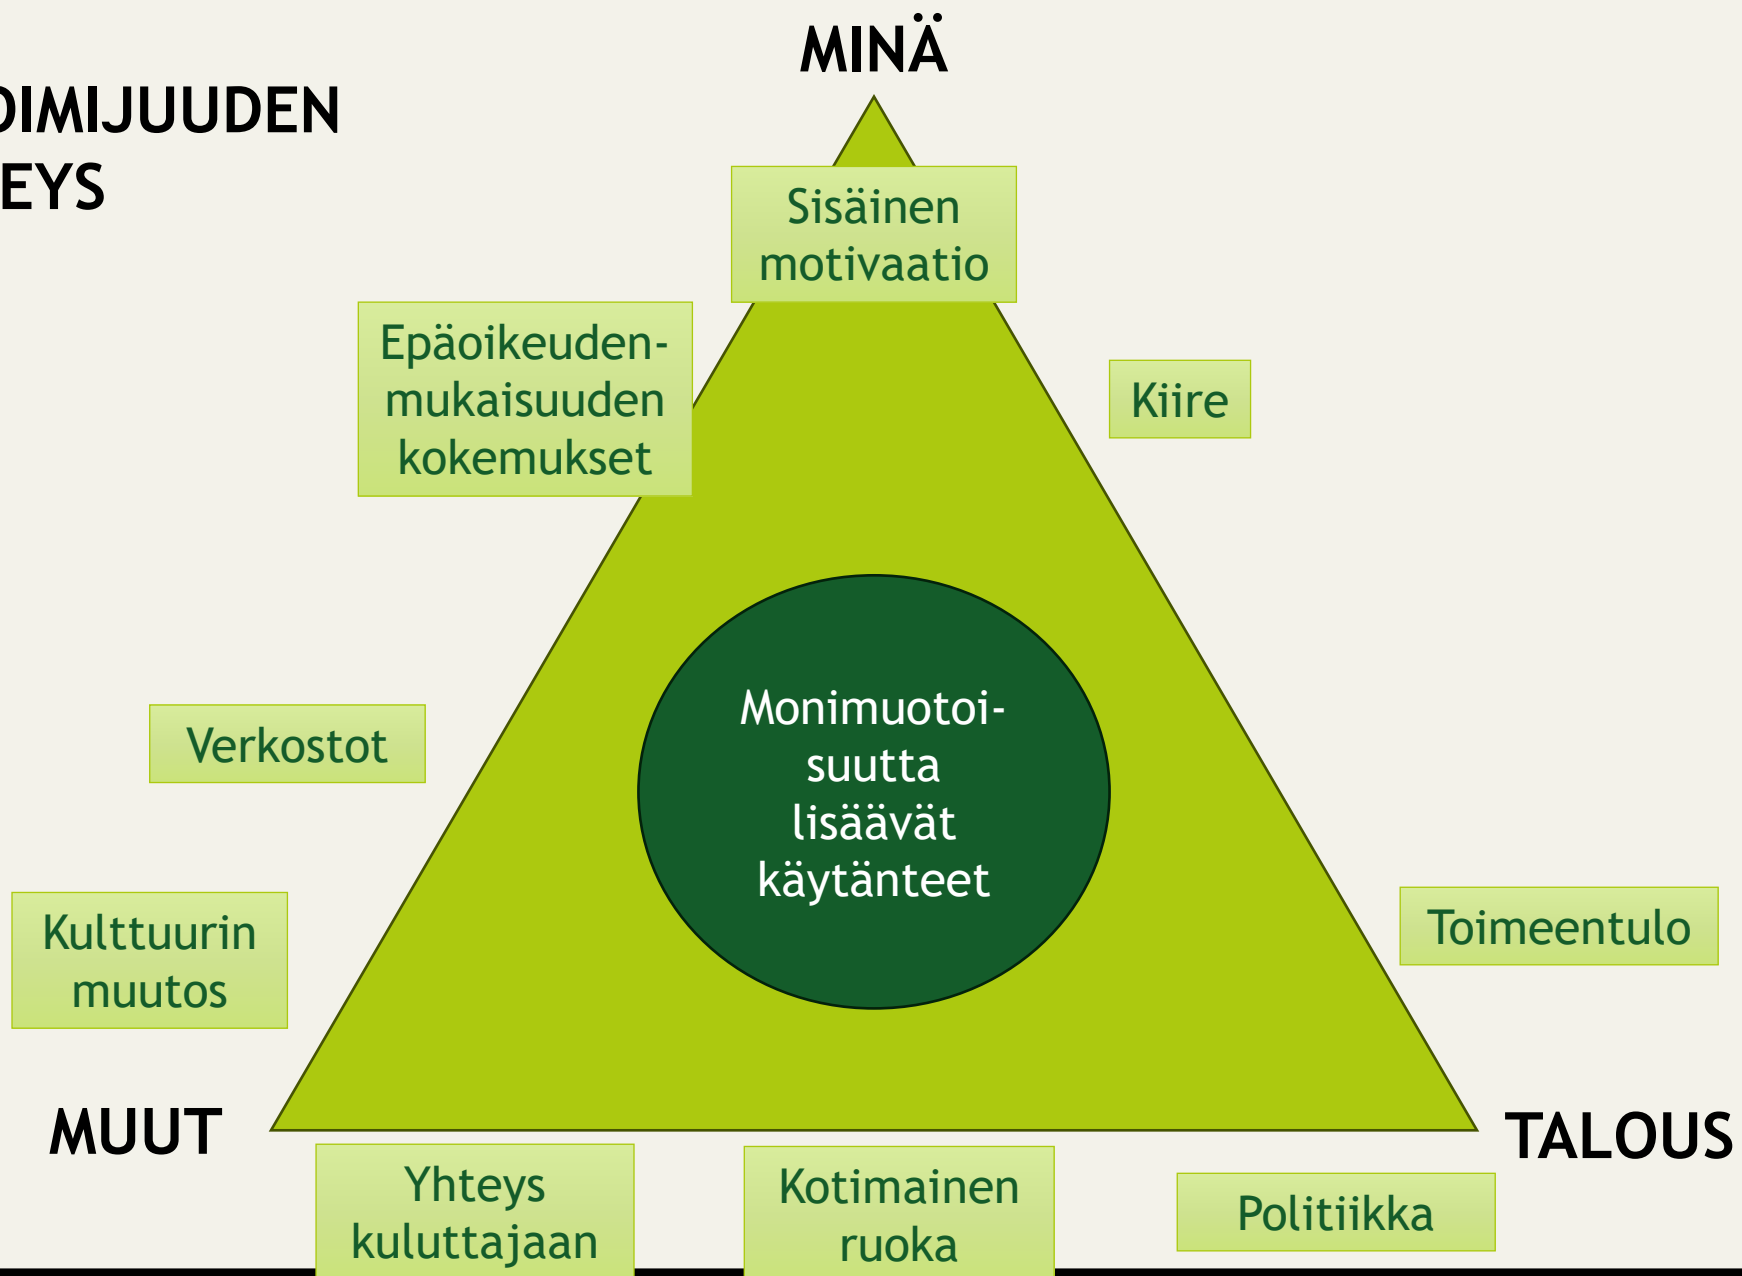 MINÄ
OIMIJUUDEN
EYS
Sisäinen
motivaatio
Epäoikeuden-
mukaisuuden
kokemukset
Kiire
Monimuotoi-
suutta
lisäävät
käytänteet
Verkostot
Kulttuurin
muutos
Toimeentulo
MUUT
TALOUS
Yhteys
kuluttajaan
Kotimainen
ruoka
Politiikka